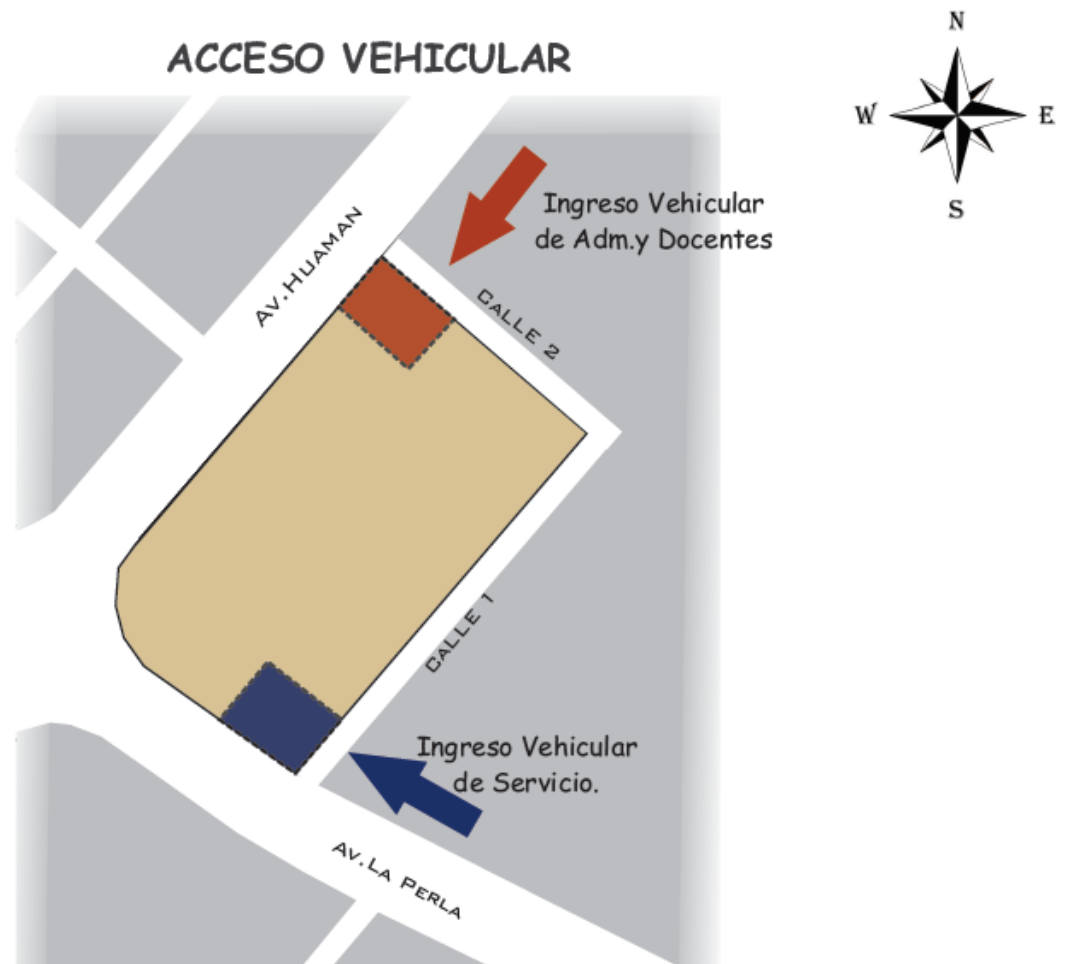 ACCESO VEHICULAR
N
W
E
S
Ingreso Vehicular
de Adm.y Docentes
AV.HUAMAN
CALLE 2
CALLE 1
Ingreso Vehicular
de Servicio.
AV.LA PERLA